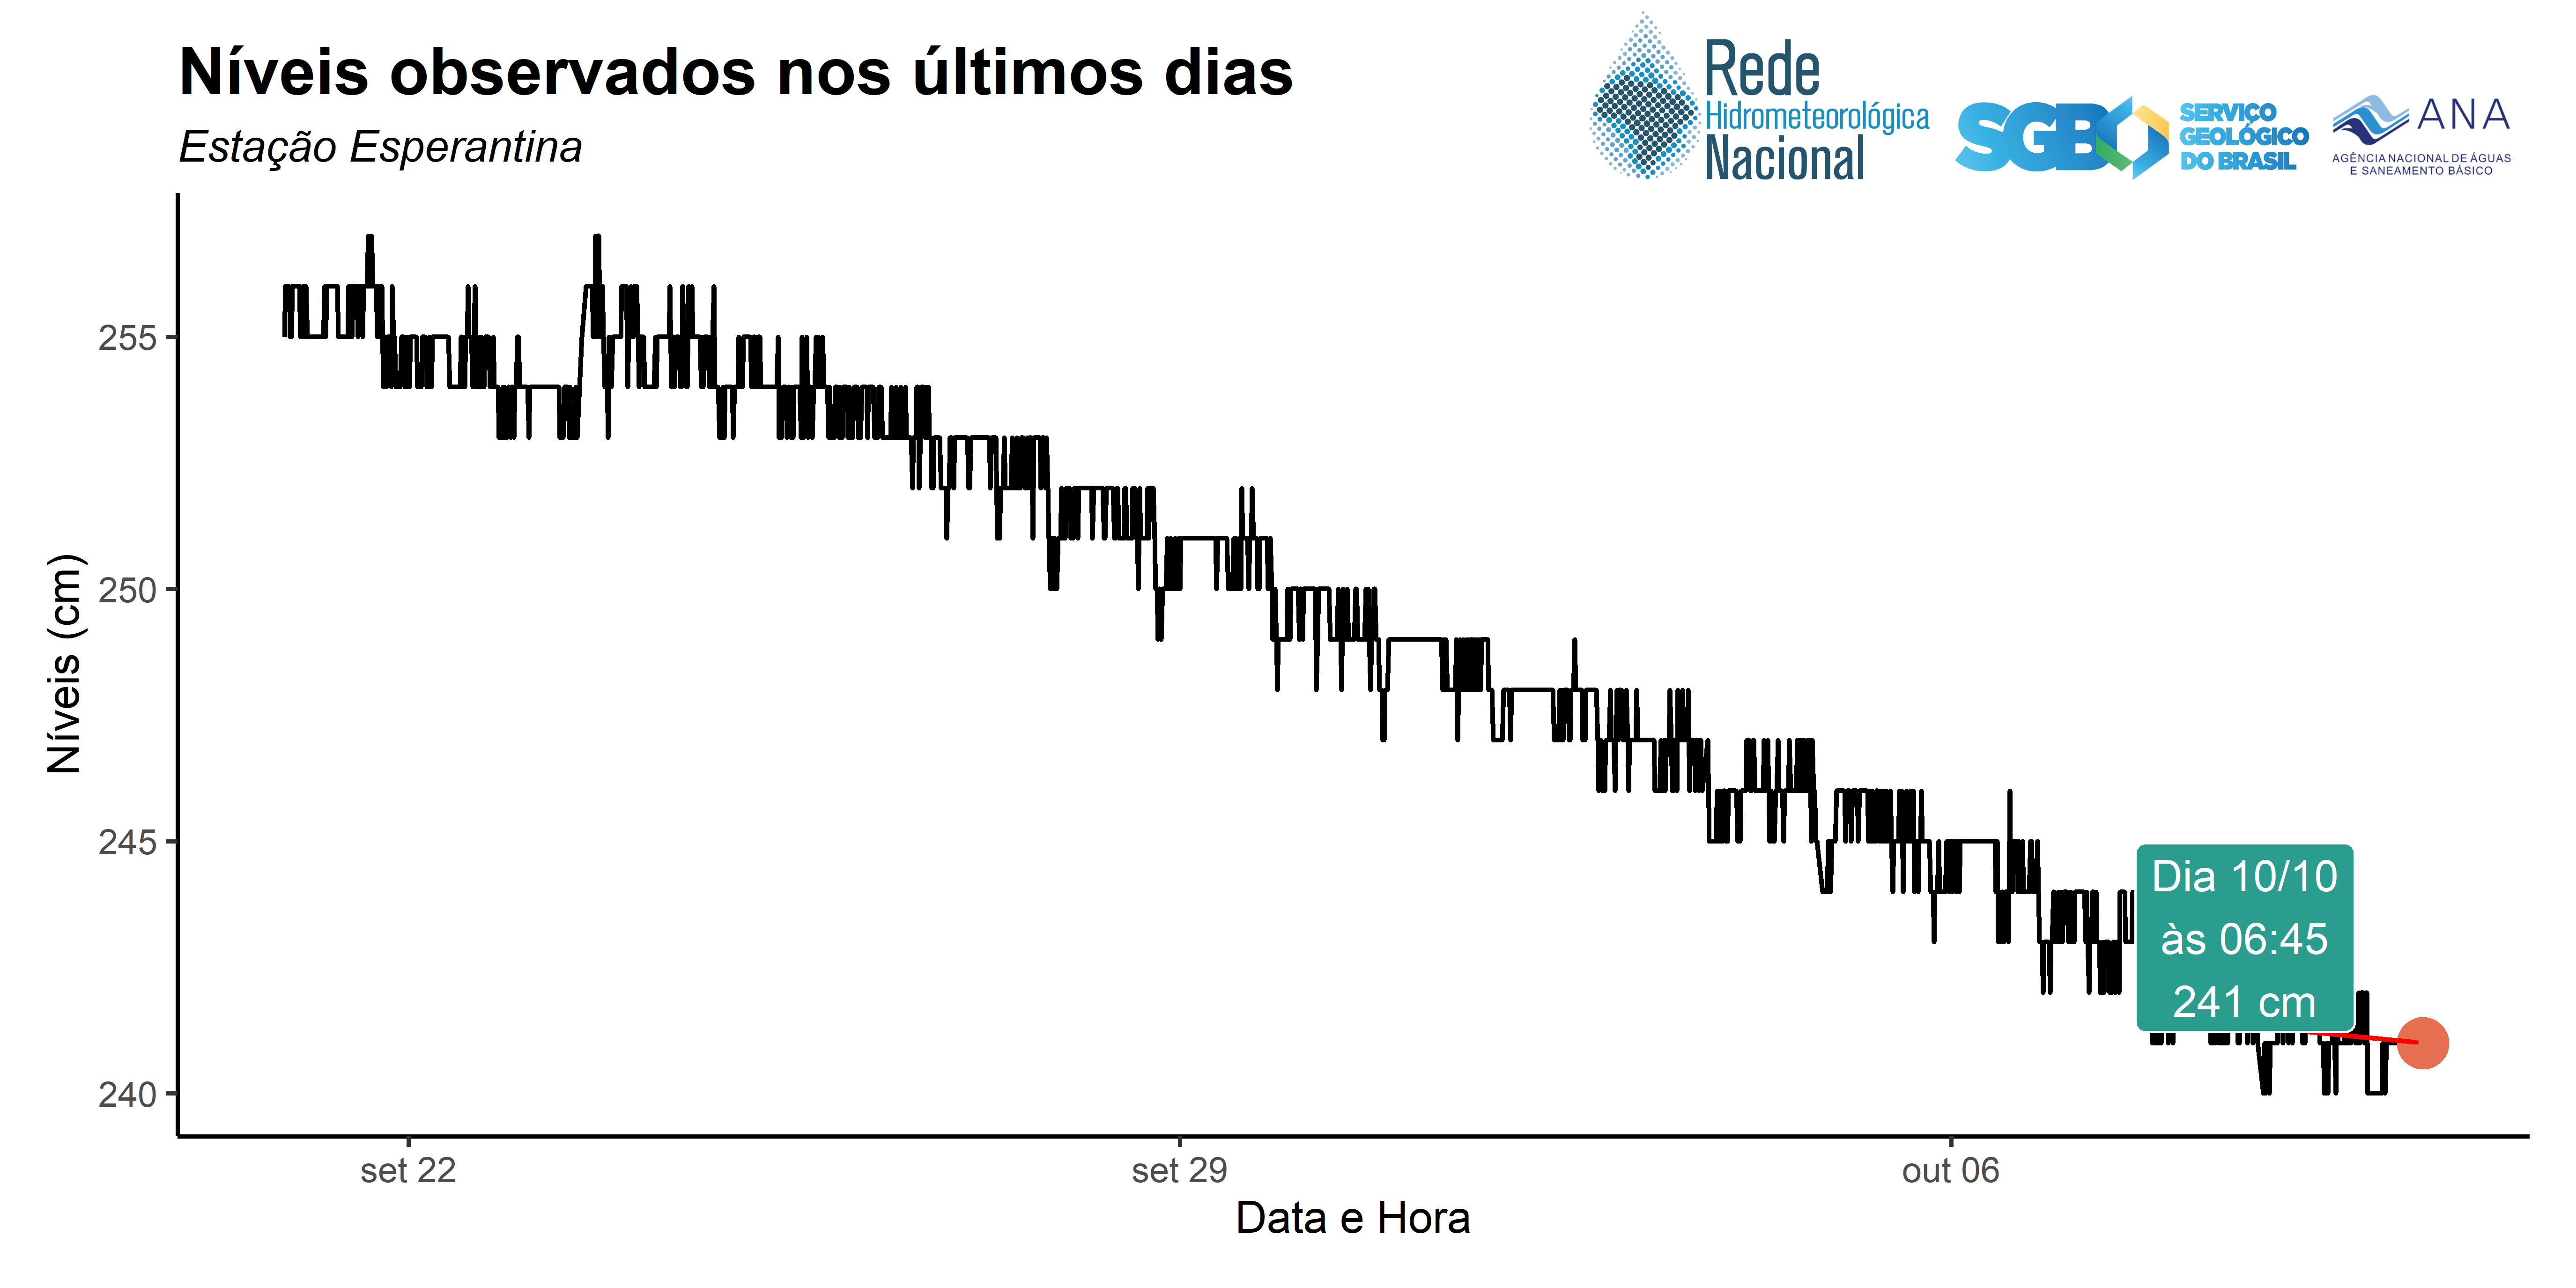 Níveis observados nos últimos dias
Estação Esperantina
Rede
Hidrometeorológica
Nacional
SGB
SERVIÇO
GEOLÓGICO
DO BRASIL
ANA
AGÊNCIA NACIONAL DE ÁGUAS
E SANEAMENTO BÁSICO
Níveis (cm)
255
250
245
240
Dia 10/10
às 06:45
241 cm
set 22
set 29
out 06
Data e Hora